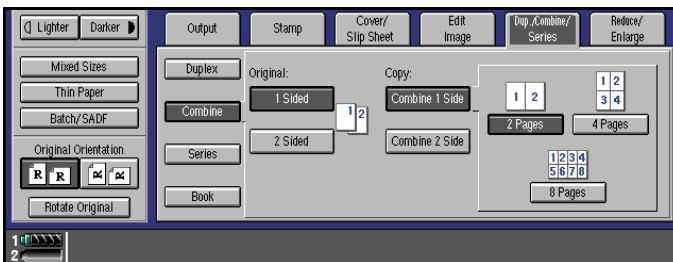 Lighter
Darker
Output
Stamp
Cover/
Slip Sheet
Edit
Image
Dup./Combine/
Series
Reduce/
Enlarge
Mixed Sizes
Thin Paper
Batch/SADF
Original Orientation
R R
R R
Rotate Original
Duplex
Combine
Series
Book
Original:
1 Sided
2 Sided
1 2
Copy:
Combine 1 Side
Combine 2 Side
1 2
2 Pages
1 2
3 4
4 Pages
1 2 3 4
5 6 7 8
8 Pages
1
2